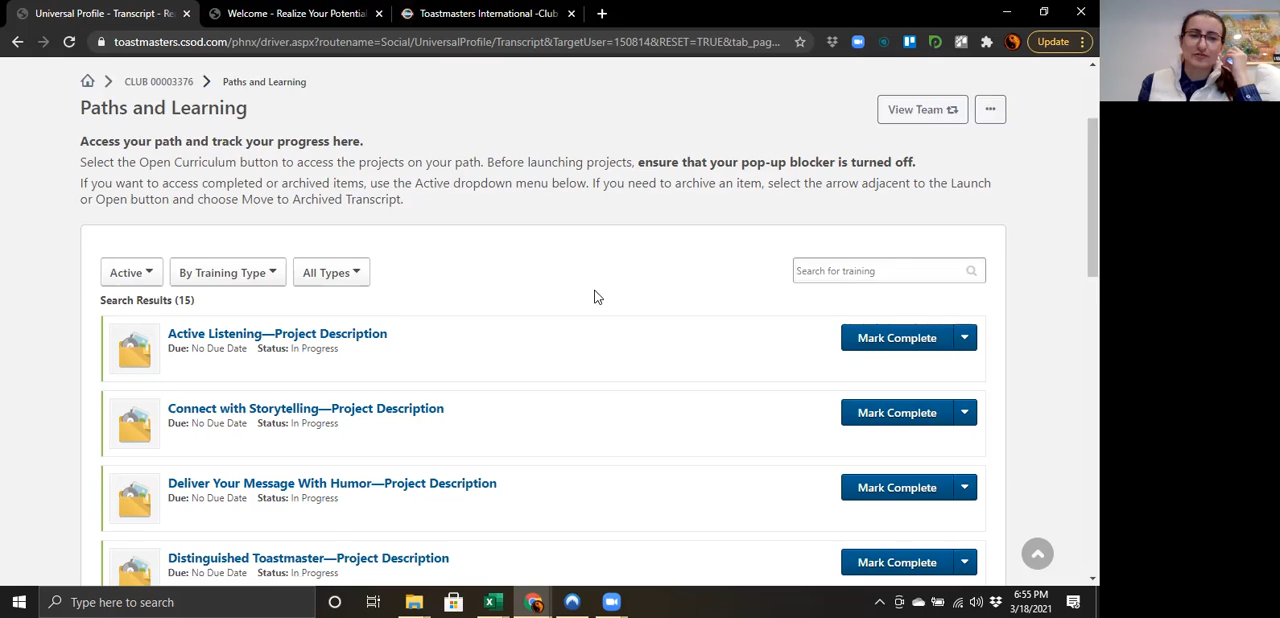 Universal Profile - Transcript - Re
Welcome - Realize Your Potential
Toastmasters International -Club
toastmasters.csod.com/phnx/driver.aspx?routename=Social/UniversalProfile/Transcript&TargetUser=150814&RESET=TRUE&tab_pag...
Update
CLUB 00003376
Paths and Learning
Paths and Learning
View Team
...
Access your path and track your progress here.
Select the Open Curriculum button to access the projects on your path. Before launching projects, ensure that your pop-up blocker is turned off.
If you want to access completed or archived items, use the Active dropdown menu below. If you need to archive an item, select the arrow adjacent to the Launch
or Open button and choose Move to Archived Transcript.
Active
By Training Type
All Types
Search for training
Search Results (15)
Active Listening—Project Description
Due: No Due Date Status: In Progress
Mark Complete
Connect with Storytelling—Project Description
Due: No Due Date Status: In Progress
Mark Complete
Deliver Your Message With Humor—Project Description
Due: No Due Date Status: In Progress
Mark Complete
Distinguished Toastmaster—Project Description
Due: No Due Date Status: In Progress
Mark Complete
Type here to search
6:55 PM
3/18/2021